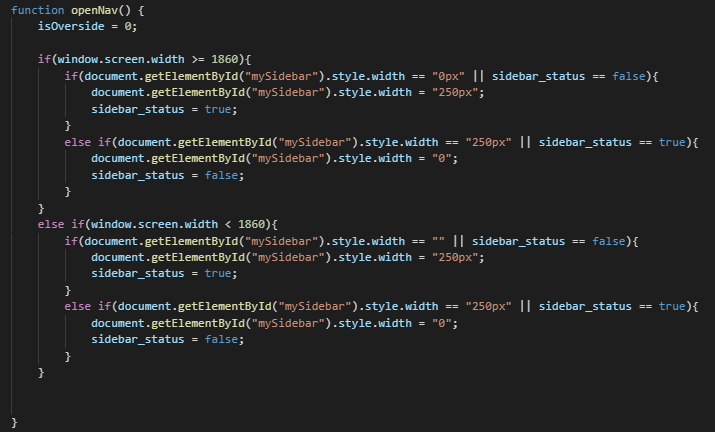 function openNav() {
    isOverside = 0;

    if(window.screen.width >= 1860){
        if(document.getElementById("mySidebar").style.width == "0px" || sidebar_status == false){
            document.getElementById("mySidebar").style.width = "250px";
            sidebar_status = true;
        }
        else if(document.getElementById("mySidebar").style.width == "250px" || sidebar_status == true){
            document.getElementById("mySidebar").style.width = "0";
            sidebar_status = false;
        }
    }
    else if(window.screen.width < 1860){
        if(document.getElementById("mySidebar").style.width == "" || sidebar_status == false){
            document.getElementById("mySidebar").style.width = "250px";
            sidebar_status = true;
        }
        else if(document.getElementById("mySidebar").style.width == "250px" || sidebar_status == true){
            document.getElementById("mySidebar").style.width = "0";
            sidebar_status = false;
        }
    }


}